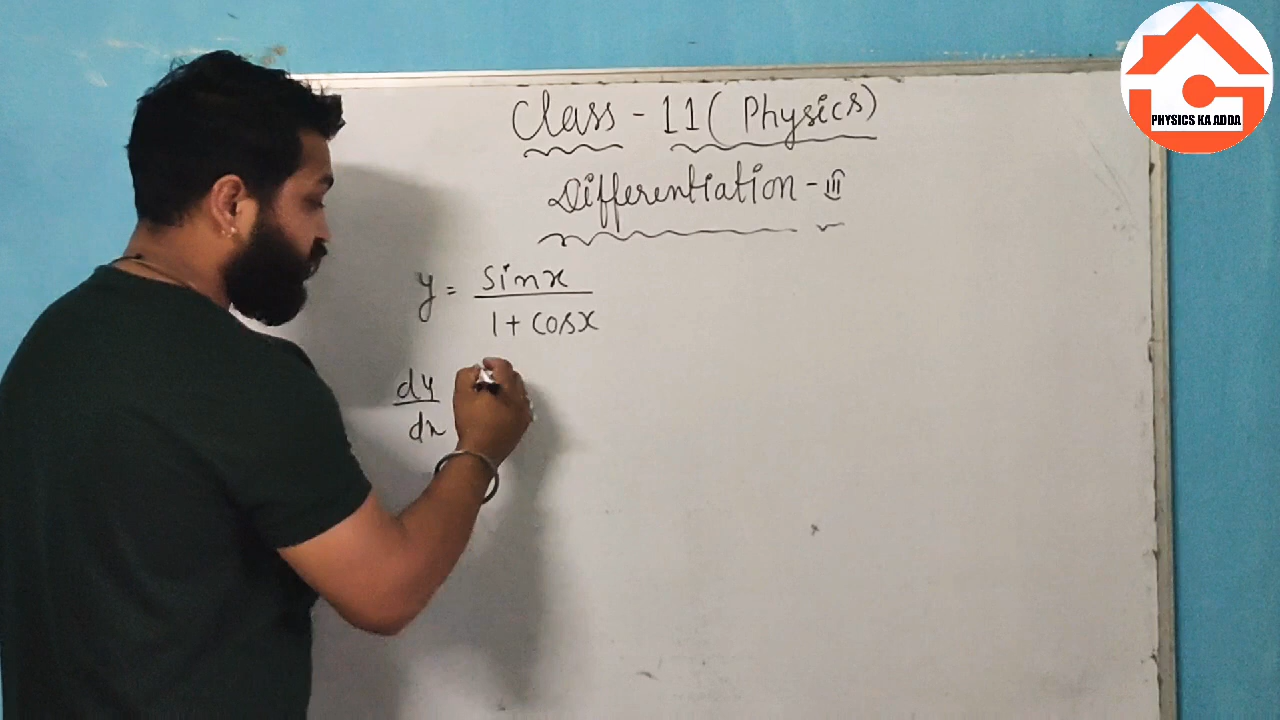 Class - 11 ( Physics)
Differentiation - III
y = sinx
1 + cosx
dy
dx
PHYSICS KA ADDA